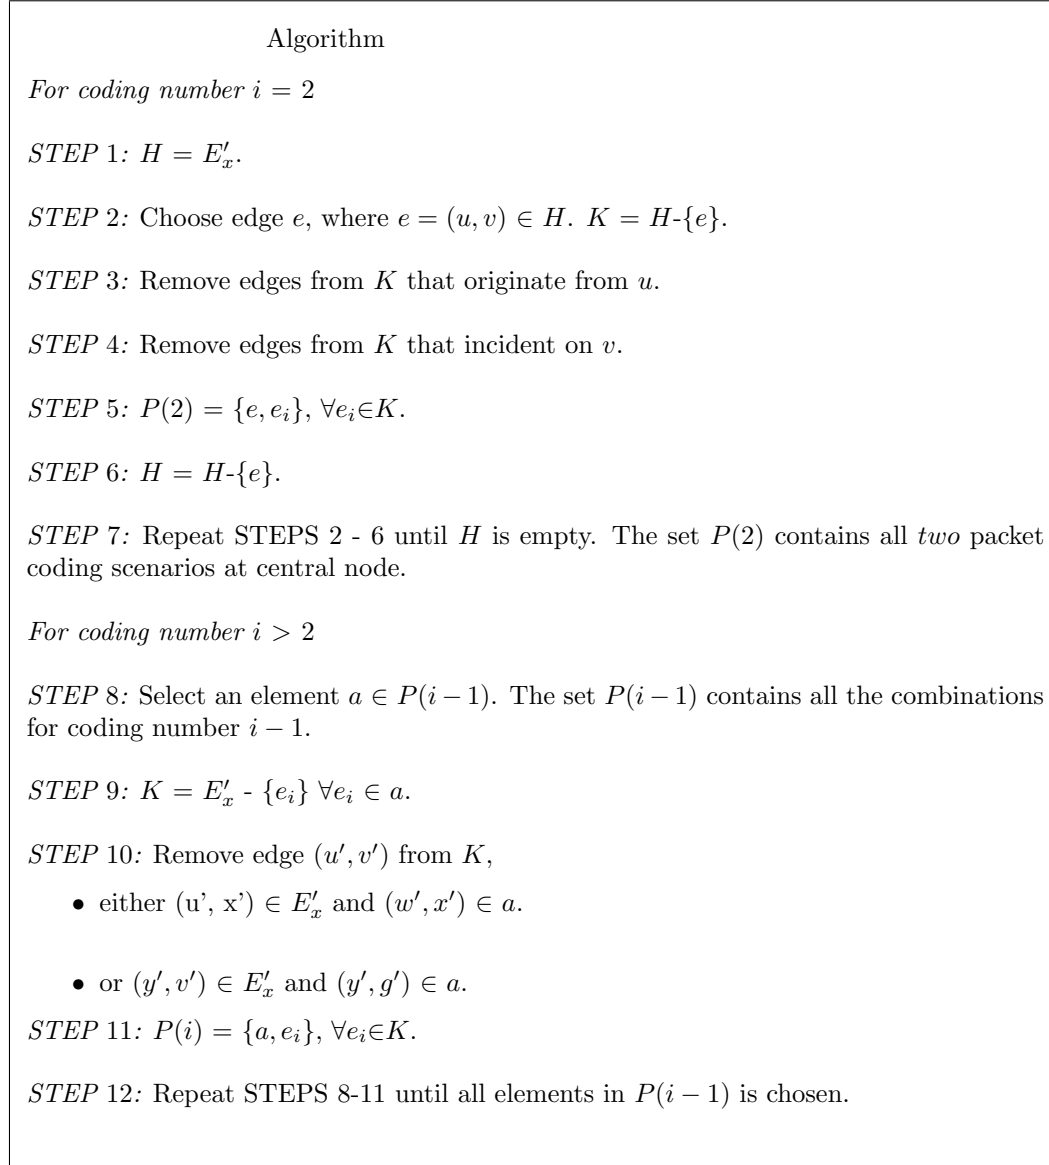 Algorithm
For coding number i = 2
STEP 1: H = E′ₓ.
STEP 2: Choose edge e, where e = (u, v) ∈ H. K = H-{e}.
STEP 3: Remove edges from K that originate from u.
STEP 4: Remove edges from K that incident on v.
STEP 5: P(2) = {e, eᵢ}, ∀eᵢ∈K.
STEP 6: H = H-{e}.
STEP 7: Repeat STEPS 2 - 6 until H is empty. The set P(2) contains all two packet
coding scenarios at central node.
For coding number i > 2
STEP 8: Select an element a ∈ P(i − 1). The set P(i − 1) contains all the combinations
for coding number i − 1.
STEP 9: K = E′ₓ - {eᵢ} ∀eᵢ ∈ a.
STEP 10: Remove edge (u′, v′) from K,
• either (u’, x’) ∈ E′ₓ and (w′, x′) ∈ a.
• or (y′, v′) ∈ E′ₓ and (y′, g′) ∈ a.
STEP 11: P(i) = {a, eᵢ}, ∀eᵢ∈K.
STEP 12: Repeat STEPS 8-11 until all elements in P(i − 1) is chosen.